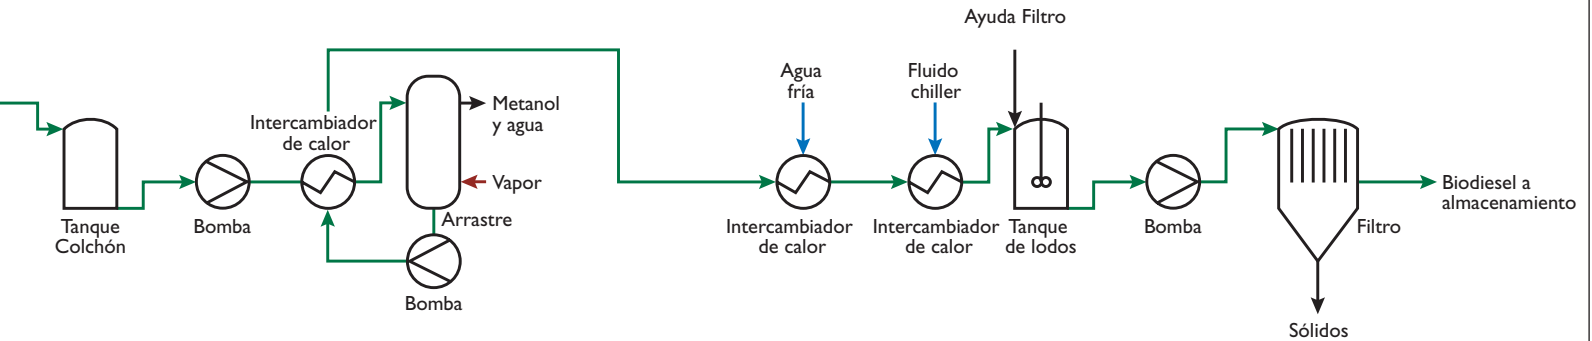 Ayuda Filtro
Agua
fría
Fluido
chiller
Metanol
y agua
Intercambiador
de calor
Vapor
Biodiesel a
almacenamiento
Tanque
Colchón
Bomba
Arrastre
Intercambiador
de calor
Intercambiador
de calor
Tanque
de lodos
Bomba
Filtro
Bomba
Sólidos